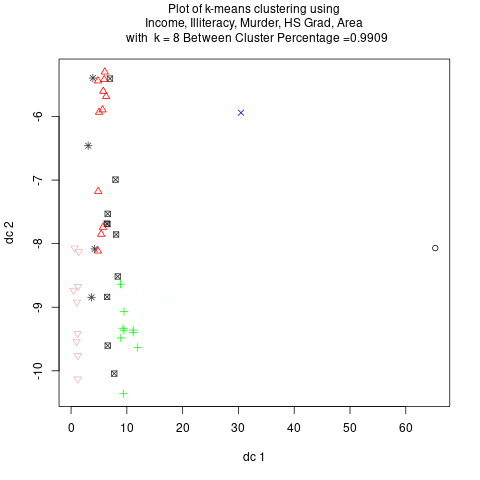 Plot of k-means clustering using
Income, Illiteracy, Murder, HS Grad, Area
with k = 8 Between Cluster Percentage =0.9909
-6
-7
-8
-9
-10
dc 2
0 10 20 30 40 50 60
dc 1